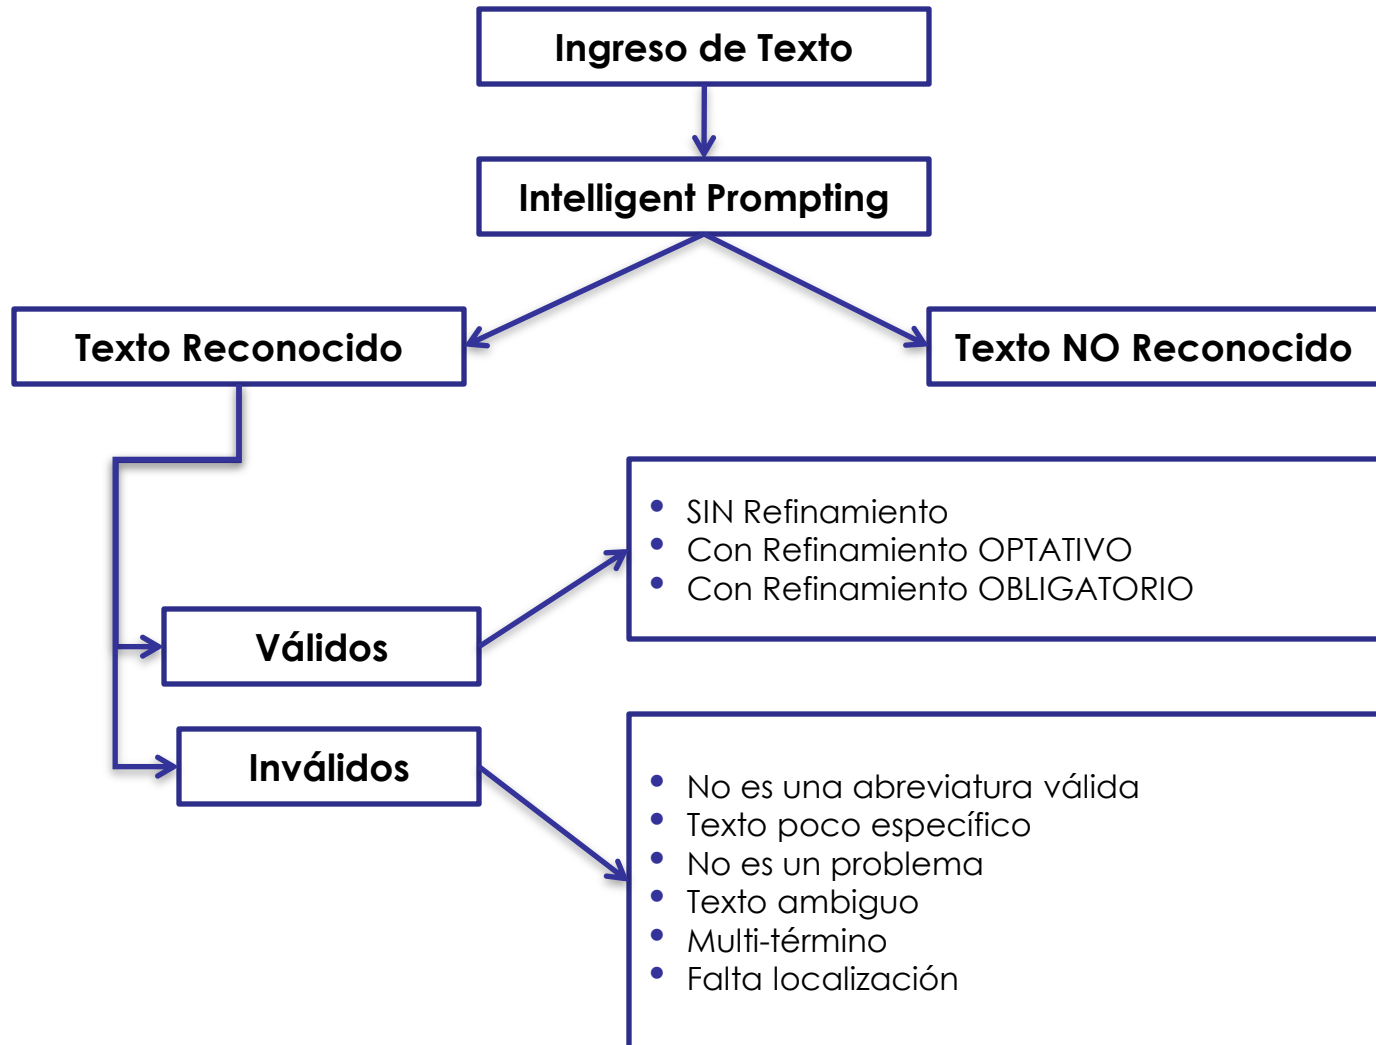 Ingreso de Texto
Intelligent Prompting
Texto Reconocido
Texto NO Reconocido
• SIN Refinamiento
• Con Refinamiento OPTATIVO
• Con Refinamiento OBLIGATORIO
Válidos
Inválidos
• No es una abreviatura válida
• Texto poco específico
• No es un problema
• Texto ambiguo
• Multi-término
• Falta localización